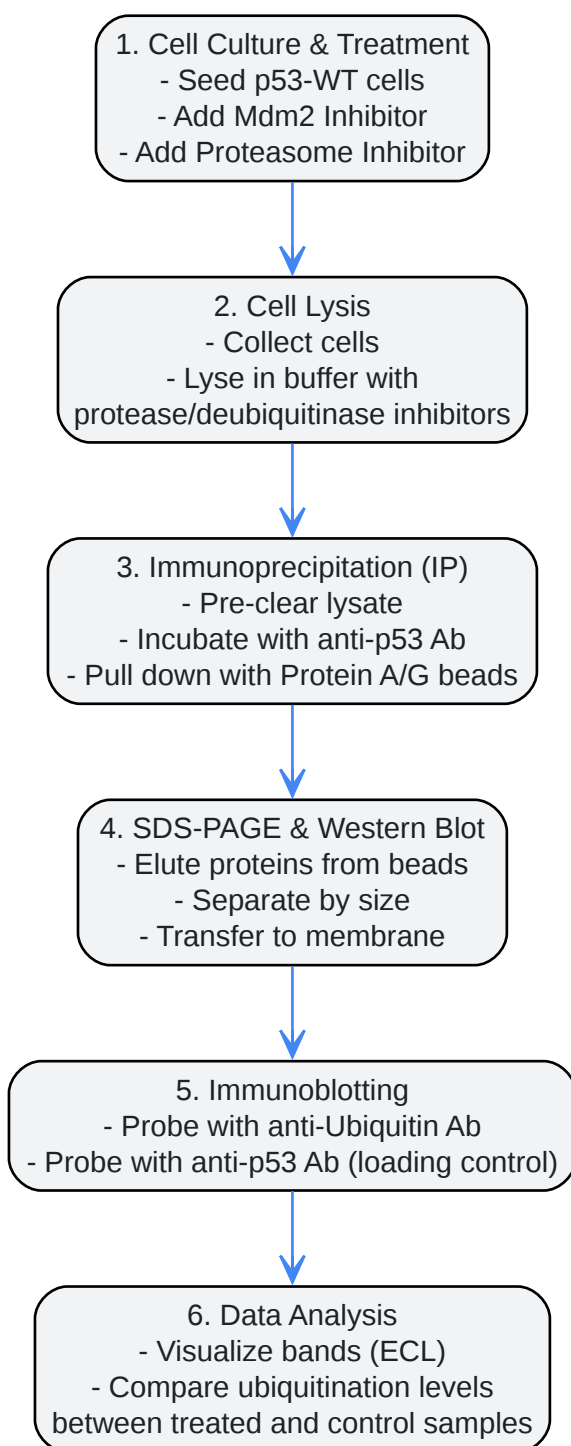 1. Cell Culture & Treatment
- Seed p53-WT cells
- Add Mdm2 Inhibitor
- Add Proteasome Inhibitor
2. Cell Lysis
- Collect cells
- Lyse in buffer with
protease/deubiquitinase inhibitors
3. Immunoprecipitation (IP)
- Pre-clear lysate
- Incubate with anti-p53 Ab
- Pull down with Protein A/G beads
4. SDS-PAGE & Western Blot
- Elute proteins from beads
- Separate by size
- Transfer to membrane
5. Immunoblotting
- Probe with anti-Ubiquitin Ab
- Probe with anti-p53 Ab (loading control)
6. Data Analysis
- Visualize bands (ECL)
- Compare ubiquitination levels
between treated and control samples